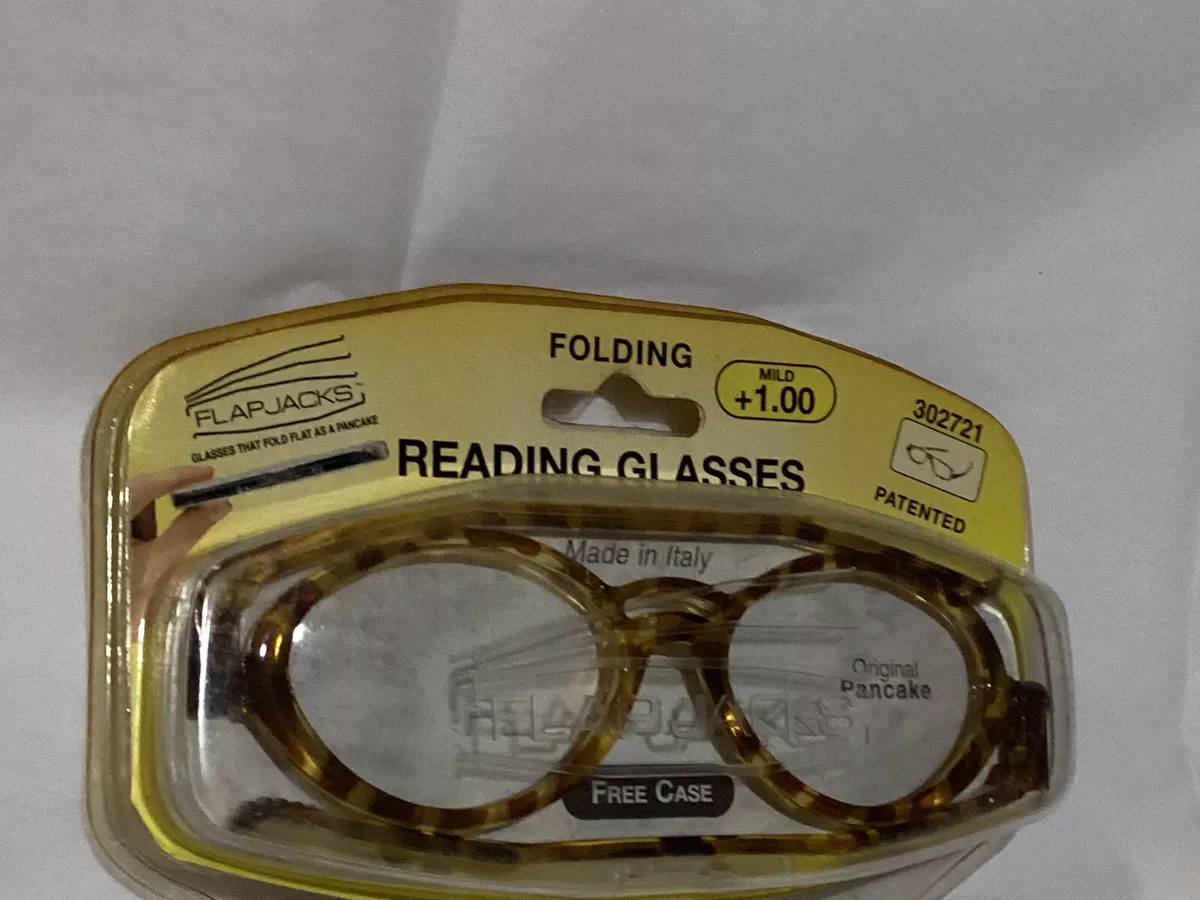 FOLDING
MILD
+1.00
FLAPJACKS™
GLASSES THAT FOLD FLAT AS A PANCAKE
302721
READING GLASSES
PATENTED
Made in Italy
Original
Pancake
FLAPJACKS
FREE CASE